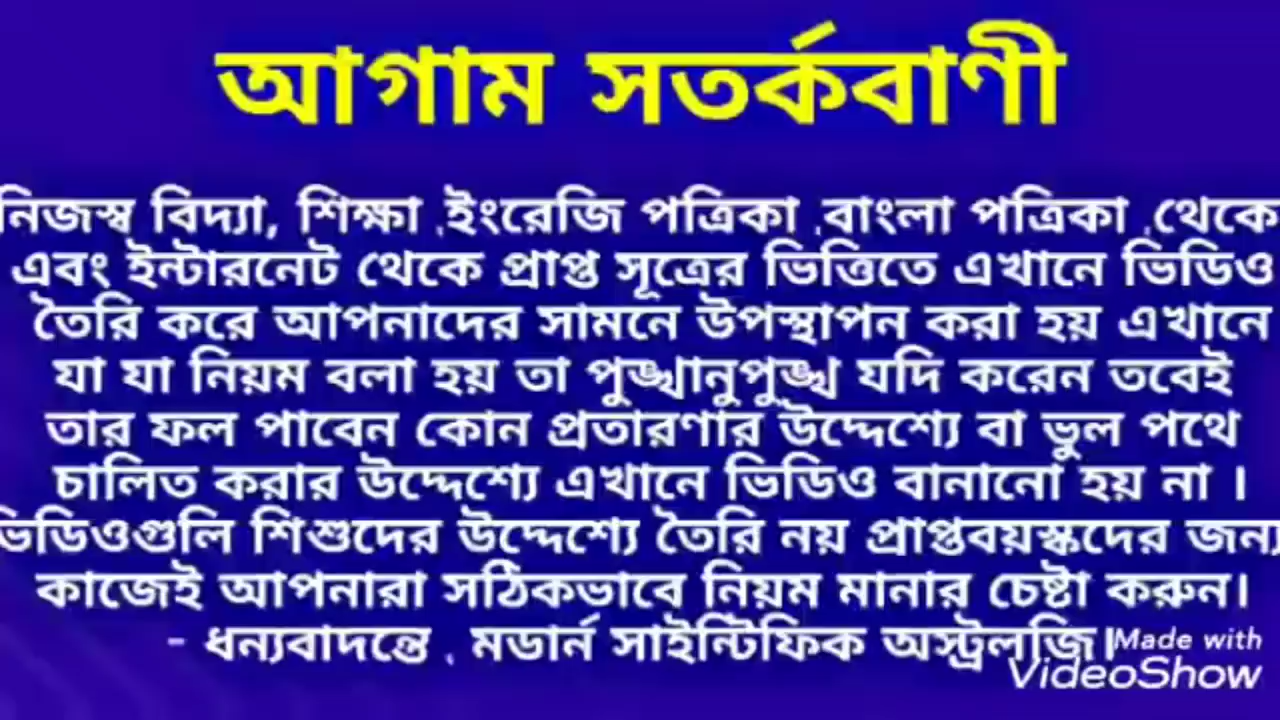 আগাম সতর্কবাণী
নিজস্ব বিদ্যা, শিক্ষা ,ইংরেজি পত্রিকা ,বাংলা পত্রিকা ,থেকে
এবং ইন্টারনেট থেকে প্রাপ্ত সূত্রের ভিত্তিতে এখানে ভিডিও
তৈরি করে আপনাদের সামনে উপস্থাপন করা হয় এখানে
যা যা নিয়ম বলা হয় তা পুঙ্খানুপুঙ্খ যদি করেন তবেই
তার ফল পাবেন কোন প্রতারণার উদ্দেশ্যে বা ভুল পথে
চালিত করার উদ্দেশ্যে এখানে ভিডিও বানানো হয় না ।
ভিডিওগুলি শিশুদের উদ্দেশ্যে তৈরি নয় প্রাপ্তবয়স্কদের জন্য
কাজেই আপনারা সঠিকভাবে নিয়ম মানার চেষ্টা করুন।
- ধন্যবাদন্তে , মডার্ন সাইন্টিফিক অস্ট্রলজি।
Made with
VideoShow